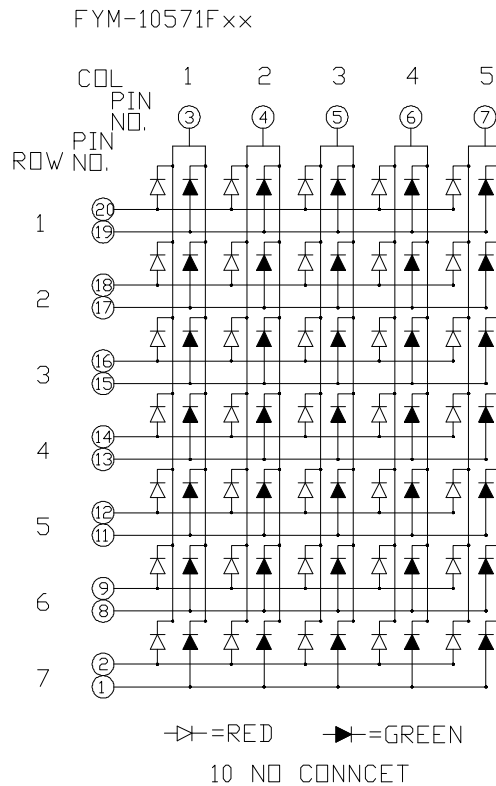 FYM-10571Fxx
COL 1 2 3 4 5
PIN NO. 3 4 5 6 7
ROW PIN NO.
1 20
19
2 18
17
3 16
15
4 14
13
5 12
11
6 9
8
7 2
1
=RED =GREEN
10 NO CONNCET